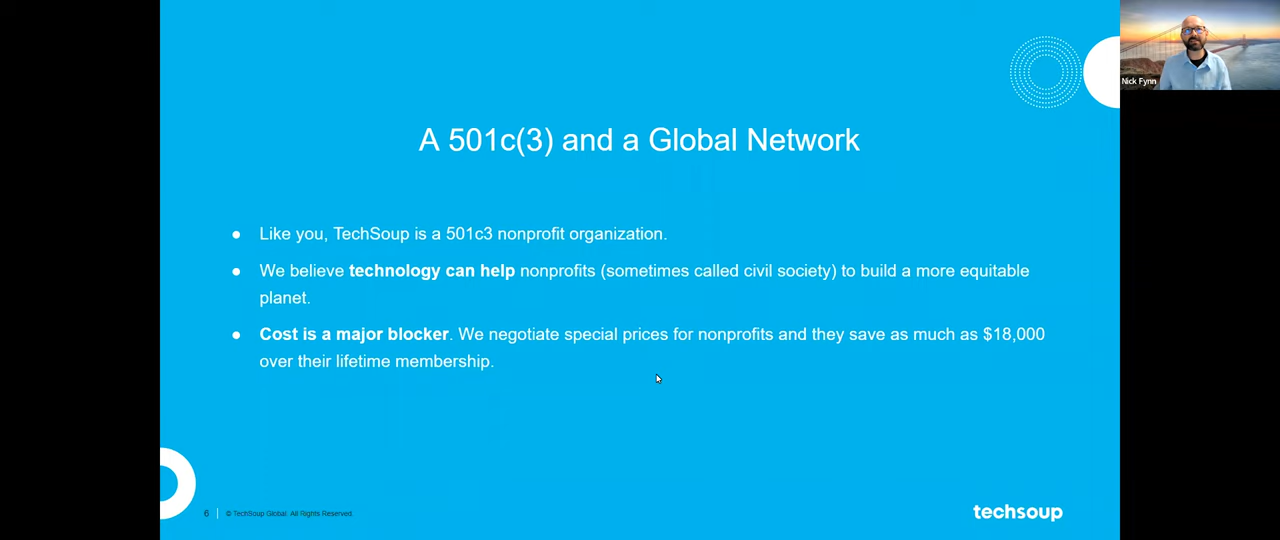 Nick Fynn
A 501c(3) and a Global Network
● Like you, TechSoup is a 501c3 nonprofit organization.
● We believe technology can help nonprofits (sometimes called civil society) to build a more equitable
planet.
● Cost is a major blocker. We negotiate special prices for nonprofits and they save as much as $18,000
over their lifetime membership.
6 | © TechSoup Global. All Rights Reserved.
techsoup